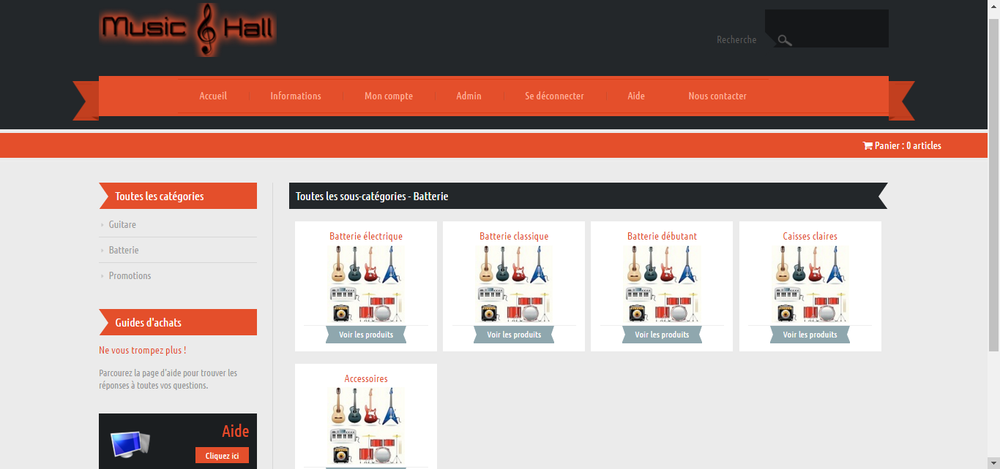 Music Hall
Recherche
Accueil
Informations
Mon compte
Admin
Se déconnecter
Aide
Nous contacter
Panier : 0 articles
Toutes les catégories
Guitare
Batterie
Promotions
Guides d'achats
Ne vous trompez plus !
Parcourez la page d'aide pour trouver les
réponses à toutes vos questions.
Aide
Cliquez ici
Toutes les sous-catégories - Batterie
Batterie électrique
Voir les produits
Batterie classique
Voir les produits
Batterie débutant
Voir les produits
Caisses claires
Voir les produits
Accessoires